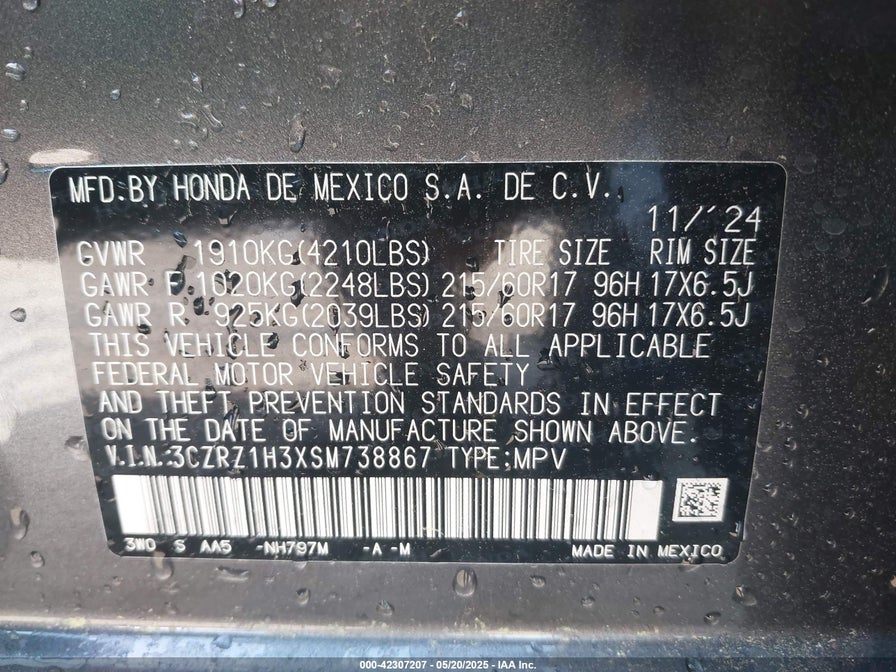 MFD.BY HONDA DE MEXICO S.A. DE C.V.
11/'24
GVWR 1910KG(4210LBS) TIRE SIZE RIM SIZE
GAWR F 1020KG(2248LBS) 215/60R17 96H 17X6.5J
GAWR R 925KG(2039LBS) 215/60R17 96H 17X6.5J
THIS VEHICLE CONFORMS TO ALL APPLICABLE
FEDERAL MOTOR VEHICLE SAFETY
AND THEFT PREVENTION STANDARDS IN EFFECT
ON THE DATE OF MANUFACTURE SHOWN ABOVE.
V.I.N.:3CZRZ1H3XSM738867 TYPE:MPV
3W0 S AA5 -NH797M -A -M MADE IN MEXICO
000-42307207 - 05/20/2025 - IAA Inc.